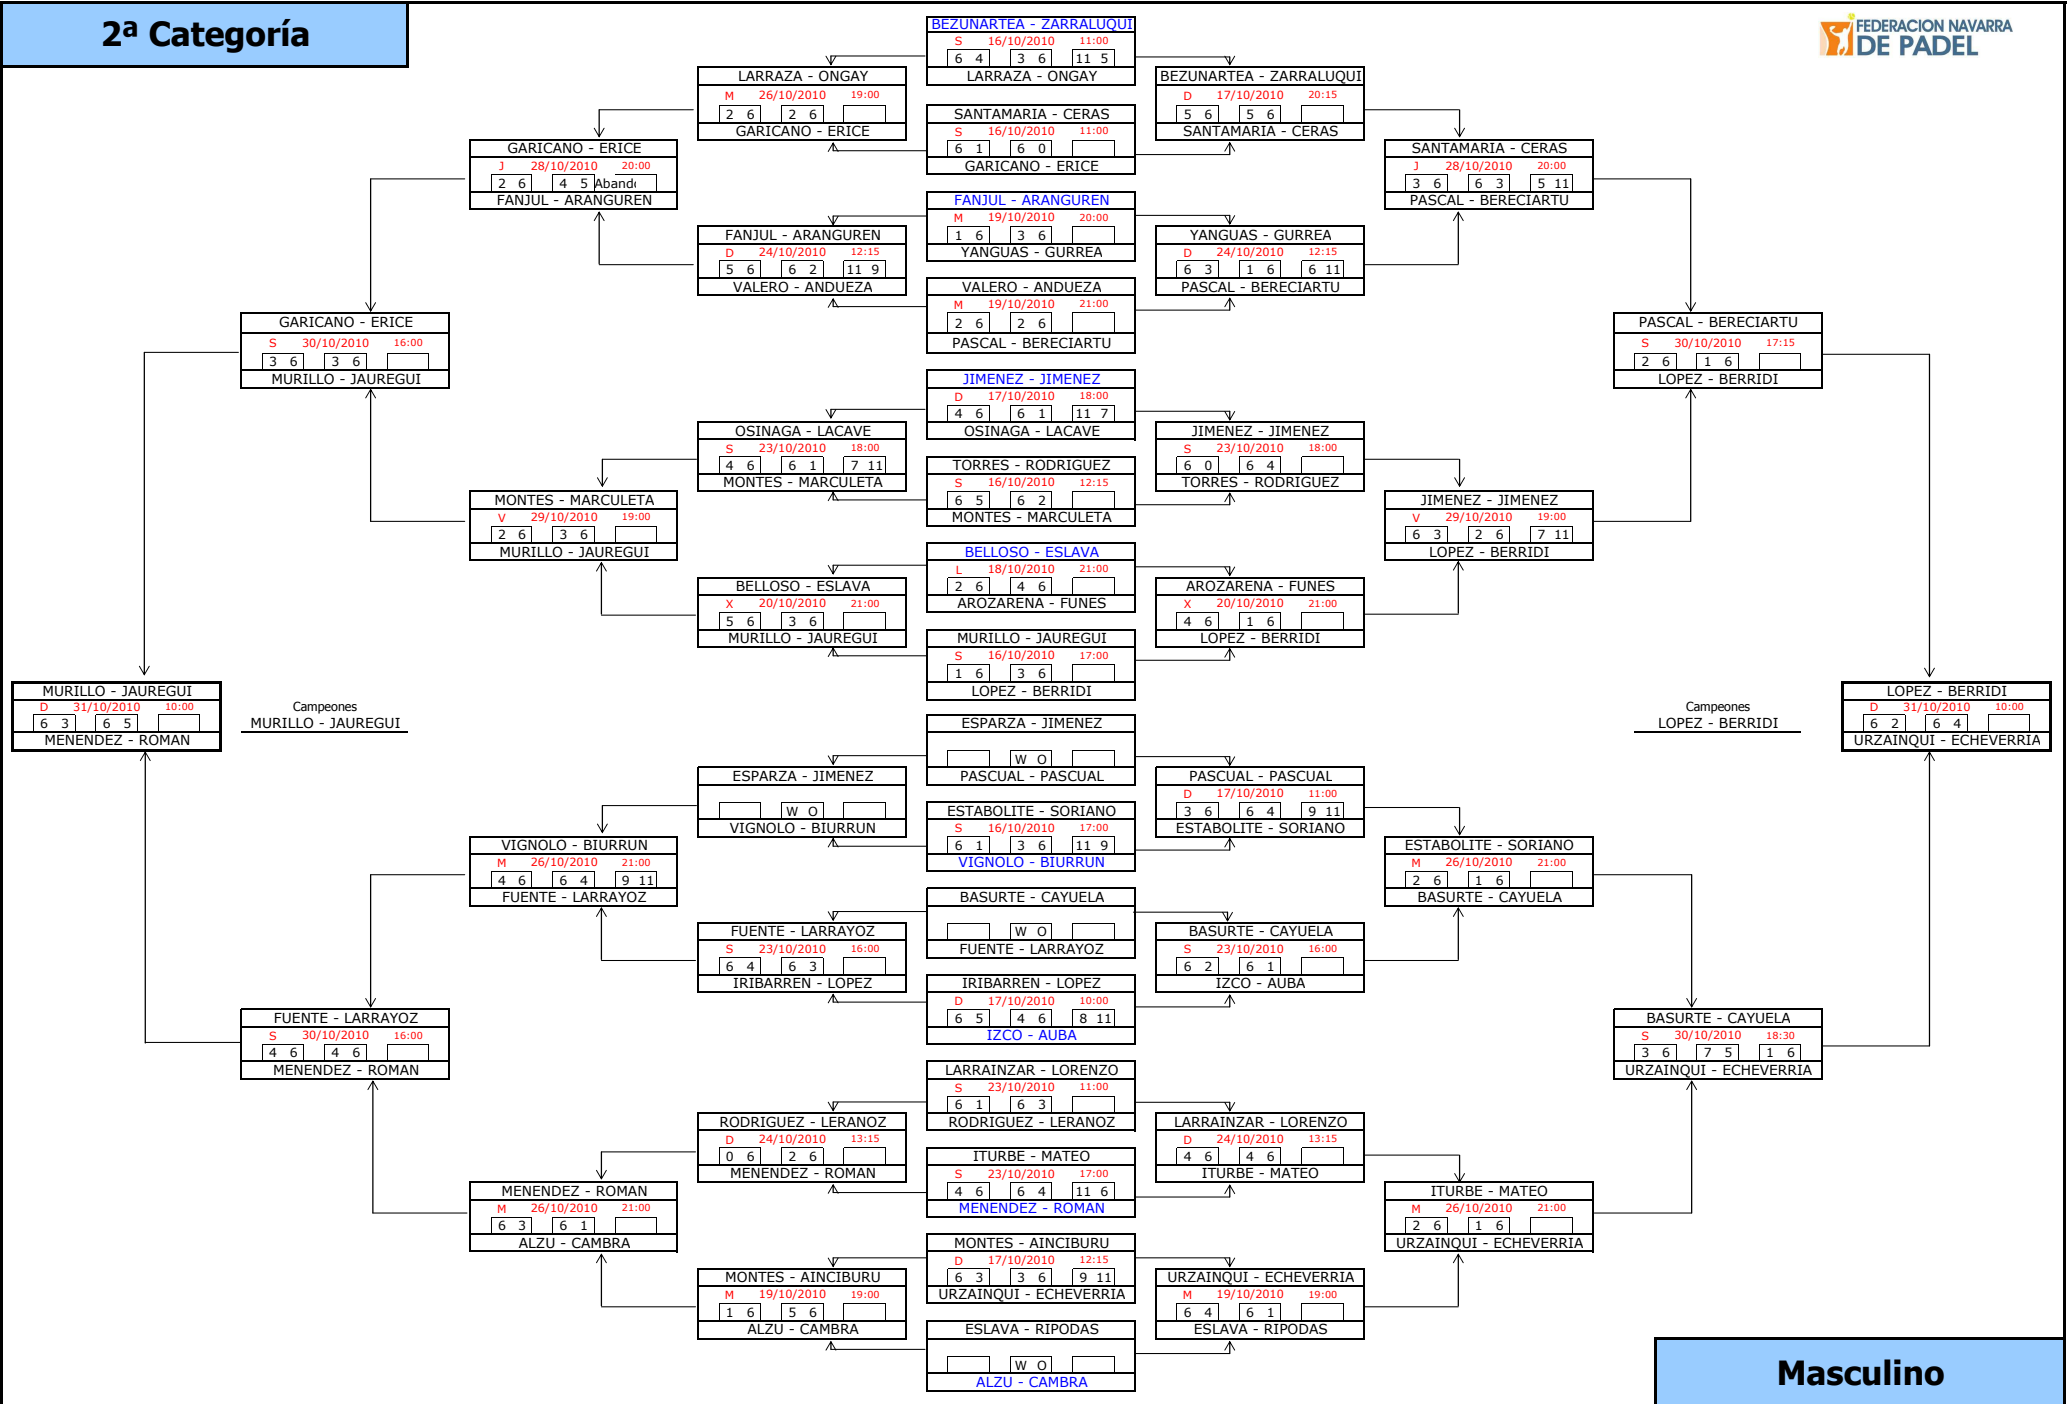 2ª Categoría
FEDERACION NAVARRA
DE PADEL
BEZUNARTEA - ZARRALUQUI
S 16/10/2010 11:00
6 4 3 6 11 5
LARRAZA - ONGAY
SANTAMARIA - CERAS
S 16/10/2010 11:00
6 1 6 0
GARICANO - ERICE
FANJUL - ARANGUREN
M 19/10/2010 20:00
1 6 3 6
YANGUAS - GURREA
VALERO - ANDUEZA
M 19/10/2010 21:00
2 6 2 6
PASCAL - BERECIARTU
JIMENEZ - JIMENEZ
D 17/10/2010 18:00
4 6 6 1 11 7
OSINAGA - LACAVE
TORRES - RODRIGUEZ
S 16/10/2010 12:15
6 5 6 2
MONTES - MARCULETA
BELLOSO - ESLAVA
L 18/10/2010 21:00
2 6 4 6
AROZARENA - FUNES
MURILLO - JAUREGUI
S 16/10/2010 17:00
1 6 3 6
LOPEZ - BERRIDI
ESPARZA - JIMENEZ
W O
PASCUAL - PASCUAL
ESTABOLITE - SORIANO
S 16/10/2010 17:00
6 1 3 6 11 9
VIGNOLO - BIURRUN
BASURTE - CAYUELA
W O
FUENTE - LARRAYOZ
IRIBARREN - LOPEZ
D 17/10/2010 10:00
6 5 4 6 8 11
IZCO - AUBA
LARRAINZAR - LORENZO
S 23/10/2010 11:00
6 1 6 3
RODRIGUEZ - LERANOZ
ITURBE - MATEO
S 23/10/2010 17:00
4 6 6 4 11 6
MENENDEZ - ROMAN
MONTES - AINCIBURU
D 17/10/2010 12:15
6 3 3 6 9 11
URZAINQUI - ECHEVERRIA
ESLAVA - RIPODAS
W O
ALZU - CAMBRA
LARRAZA - ONGAY
M 26/10/2010 19:00
2 6 2 6
GARICANO - ERICE
FANJUL - ARANGUREN
D 24/10/2010 12:15
5 6 6 2 11 9
VALERO - ANDUEZA
OSINAGA - LACAVE
S 23/10/2010 18:00
4 6 6 1 7 11
MONTES - MARCULETA
BELLOSO - ESLAVA
X 20/10/2010 21:00
5 6 3 6
MURILLO - JAUREGUI
ESPARZA - JIMENEZ
W O
VIGNOLO - BIURRUN
FUENTE - LARRAYOZ
S 23/10/2010 16:00
6 4 6 3
IRIBARREN - LOPEZ
RODRIGUEZ - LERANOZ
D 24/10/2010 13:15
0 6 2 6
MENENDEZ - ROMAN
MONTES - AINCIBURU
M 19/10/2010 19:00
1 6 5 6
ALZU - CAMBRA
GARICANO - ERICE
J 28/10/2010 20:00
2 6 4 5 Aband
FANJUL - ARANGUREN
MONTES - MARCULETA
V 29/10/2010 19:00
2 6 3 6
MURILLO - JAUREGUI
VIGNOLO - BIURRUN
M 26/10/2010 21:00
4 6 6 4 9 11
FUENTE - LARRAYOZ
MENENDEZ - ROMAN
M 26/10/2010 21:00
6 3 6 1
ALZU - CAMBRA
GARICANO - ERICE
S 30/10/2010 16:00
3 6 3 6
MURILLO - JAUREGUI
FUENTE - LARRAYOZ
S 30/10/2010 16:00
4 6 4 6
MENENDEZ - ROMAN
MURILLO - JAUREGUI
D 31/10/2010 10:00
6 3 6 5
MENENDEZ - ROMAN
Campeones
MURILLO - JAUREGUI
BEZUNARTEA - ZARRALUQUI
D 17/10/2010 20:15
5 6 5 6
SANTAMARIA - CERAS
YANGUAS - GURREA
D 24/10/2010 12:15
6 3 1 6 6 11
PASCAL - BERECIARTU
JIMENEZ - JIMENEZ
S 23/10/2010 18:00
6 0 6 4
TORRES - RODRIGUEZ
AROZARENA - FUNES
X 20/10/2010 21:00
4 6 1 6
LOPEZ - BERRIDI
PASCUAL - PASCUAL
D 17/10/2010 11:00
3 6 6 4 9 11
ESTABOLITE - SORIANO
BASURTE - CAYUELA
S 23/10/2010 16:00
6 2 6 1
IZCO - AUBA
LARRAINZAR - LORENZO
D 24/10/2010 13:15
4 6 4 6
ITURBE - MATEO
URZAINQUI - ECHEVERRIA
M 19/10/2010 19:00
6 4 6 1
ESLAVA - RIPODAS
SANTAMARIA - CERAS
J 28/10/2010 20:00
3 6 6 3 5 11
PASCAL - BERECIARTU
JIMENEZ - JIMENEZ
V 29/10/2010 19:00
6 3 2 6 7 11
LOPEZ - BERRIDI
ESTABOLITE - SORIANO
M 26/10/2010 21:00
2 6 1 6
BASURTE - CAYUELA
ITURBE - MATEO
M 26/10/2010 21:00
2 6 1 6
URZAINQUI - ECHEVERRIA
PASCAL - BERECIARTU
S 30/10/2010 17:15
2 6 1 6
LOPEZ - BERRIDI
BASURTE - CAYUELA
S 30/10/2010 18:30
3 6 7 5 1 6
URZAINQUI - ECHEVERRIA
Campeones
LOPEZ - BERRIDI
LOPEZ - BERRIDI
D 31/10/2010 10:00
6 2 6 4
URZAINQUI - ECHEVERRIA
Masculino